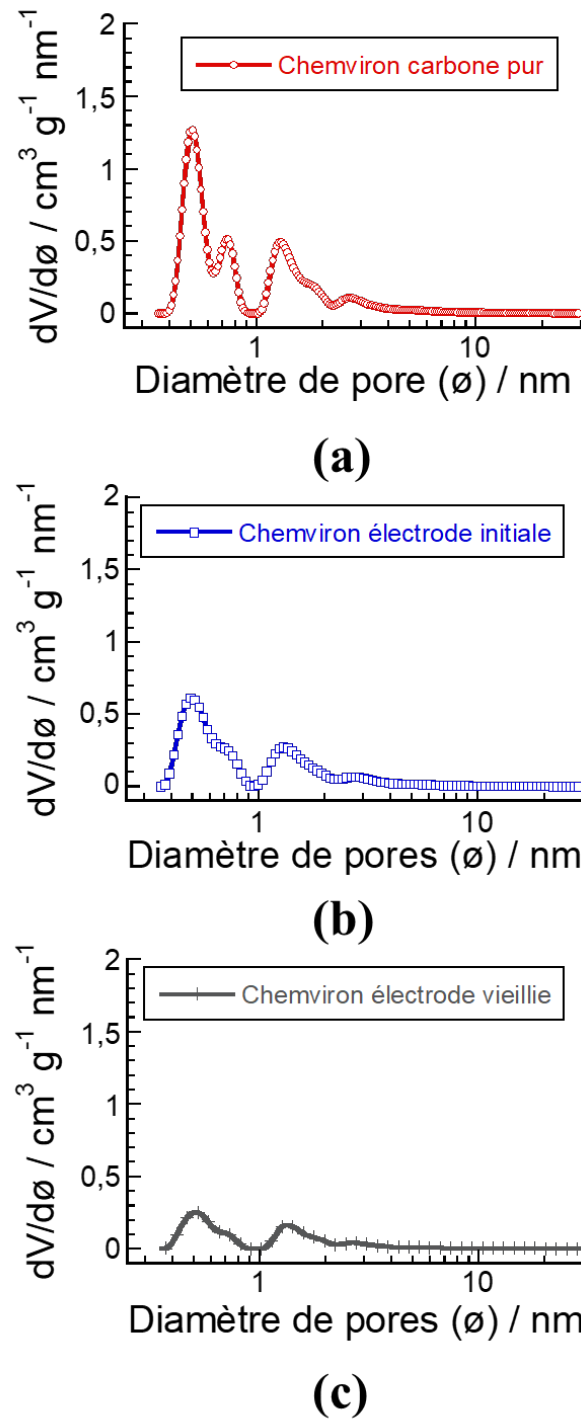 2
1,5
1
0,5
0
dV/dø / cm³ g⁻¹ nm⁻¹
Chemviron carbone pur
1
10
Diamètre de pore (ø) / nm
(a)
2
1,5
1
0,5
0
dV/dø / cm³ g⁻¹ nm⁻¹
Chemviron électrode initiale
1
10
Diamètre de pores (ø) / nm
(b)
2
1,5
1
0,5
0
dV/dø / cm³ g⁻¹ nm⁻¹
Chemviron électrode vieillie
1
10
Diamètre de pores (ø) / nm
(c)